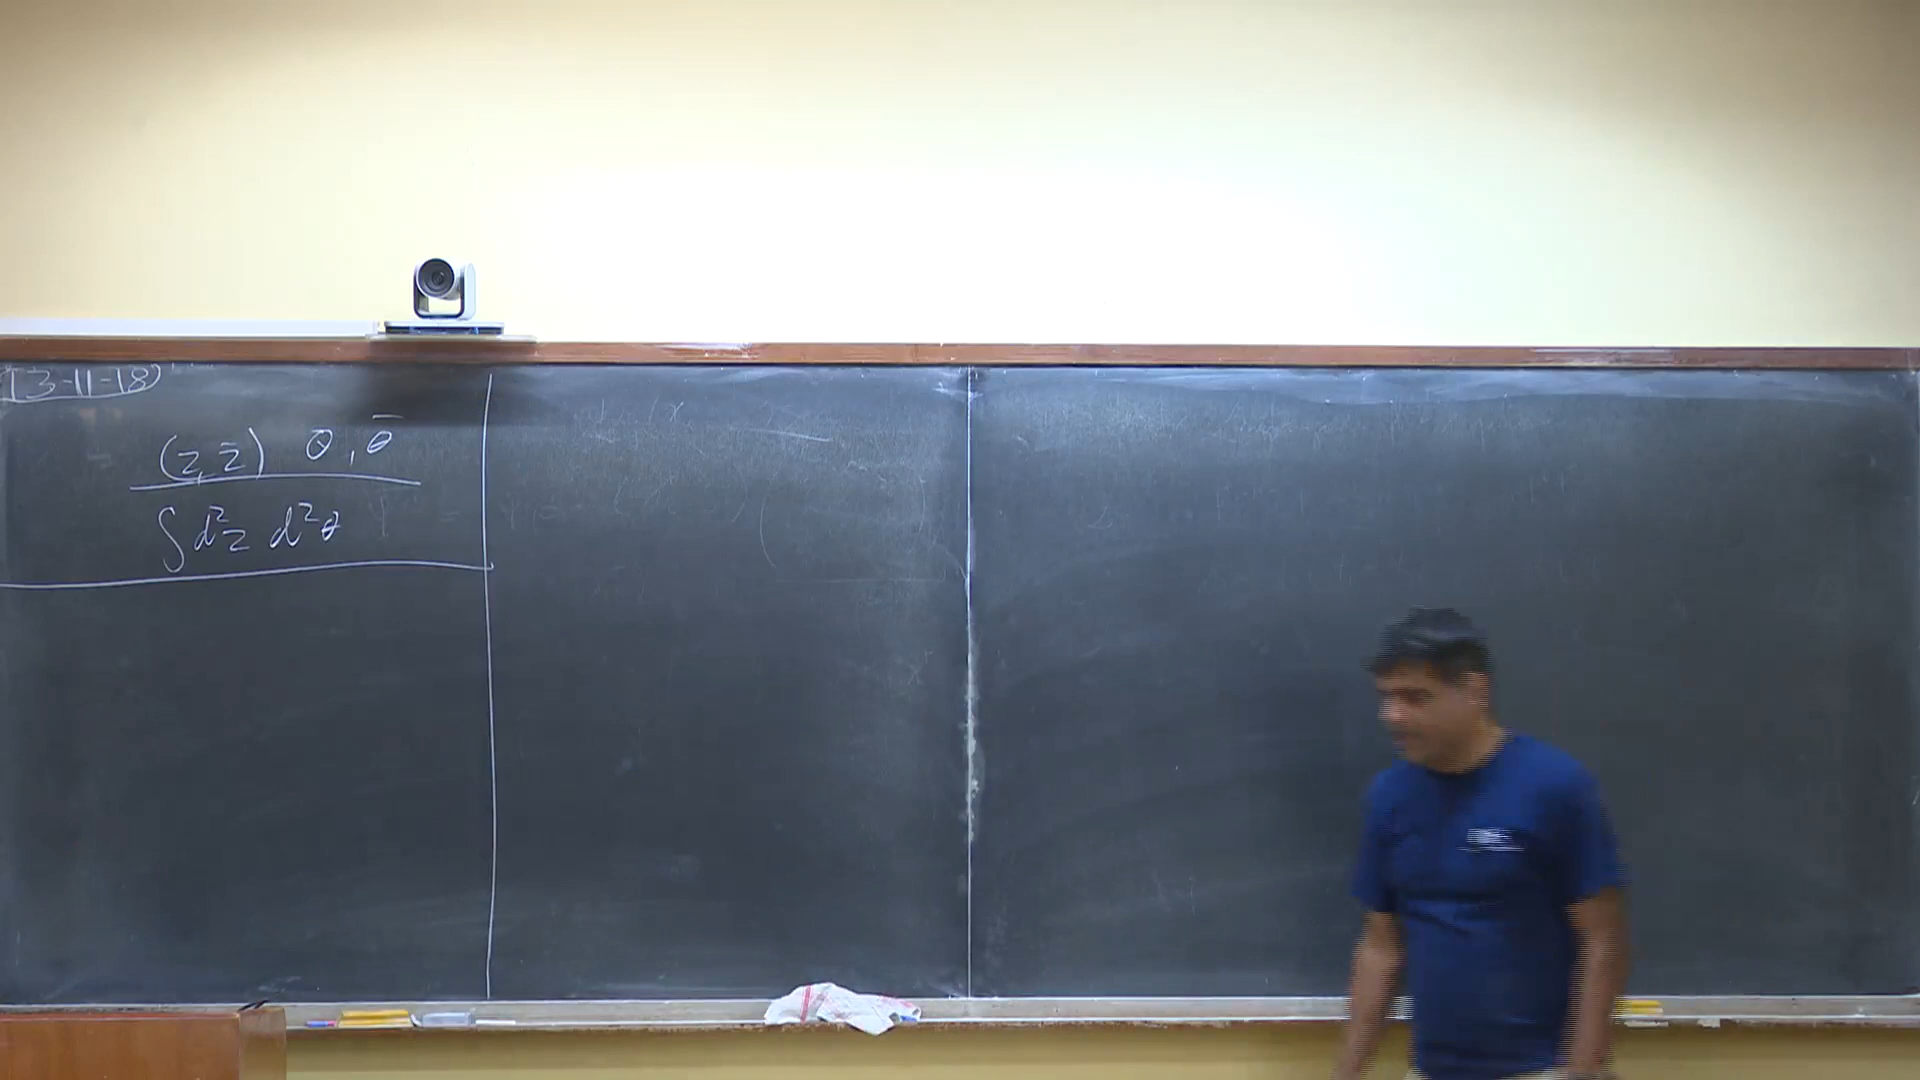 13-11-18
(z, z̄) θ, θ̄
∫ d²z d²θ